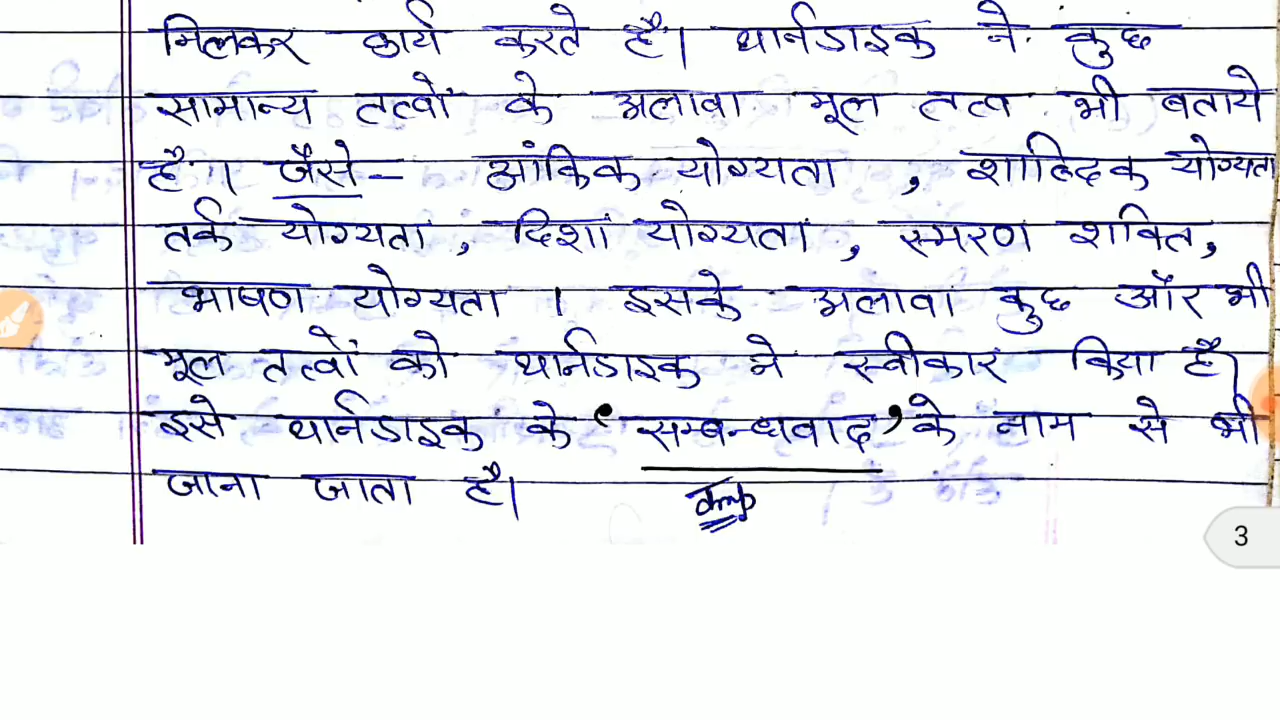 मिलकर कार्य करते है। थार्नडाइक ने कुछ
सामान्य तत्वों के अलावा मूल तत्व भी बताये
है। जैसे- आंकिक योग्यता, शाब्दिक योग्यता
तर्क योग्यता, दिशा योग्यता, स्मरण शक्ति,
भाषण योग्यता । इसके अलावा कुछ और भी
मूल तत्वों को थार्नडाइक ने स्वीकार किया है।
इसे थार्नडाइक के ‘सम्बन्धवाद’ के नाम से भी
जाना जाता है।
Imp
3